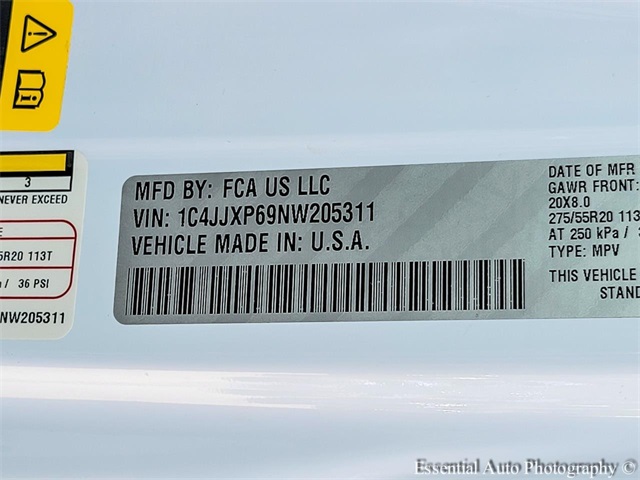 3
NEVER EXCEED
5R20 113T
/ 36 PSI
NW205311
MFD BY: FCA US LLC
VIN: 1C4JJXP69NW205311
VEHICLE MADE IN: U.S.A.
DATE OF MFR
GAWR FRONT:
20X8.0
275/55R20 113
AT 250 kPa /
TYPE: MPV
THIS VEHICLE
STAND
Essential Auto Photography